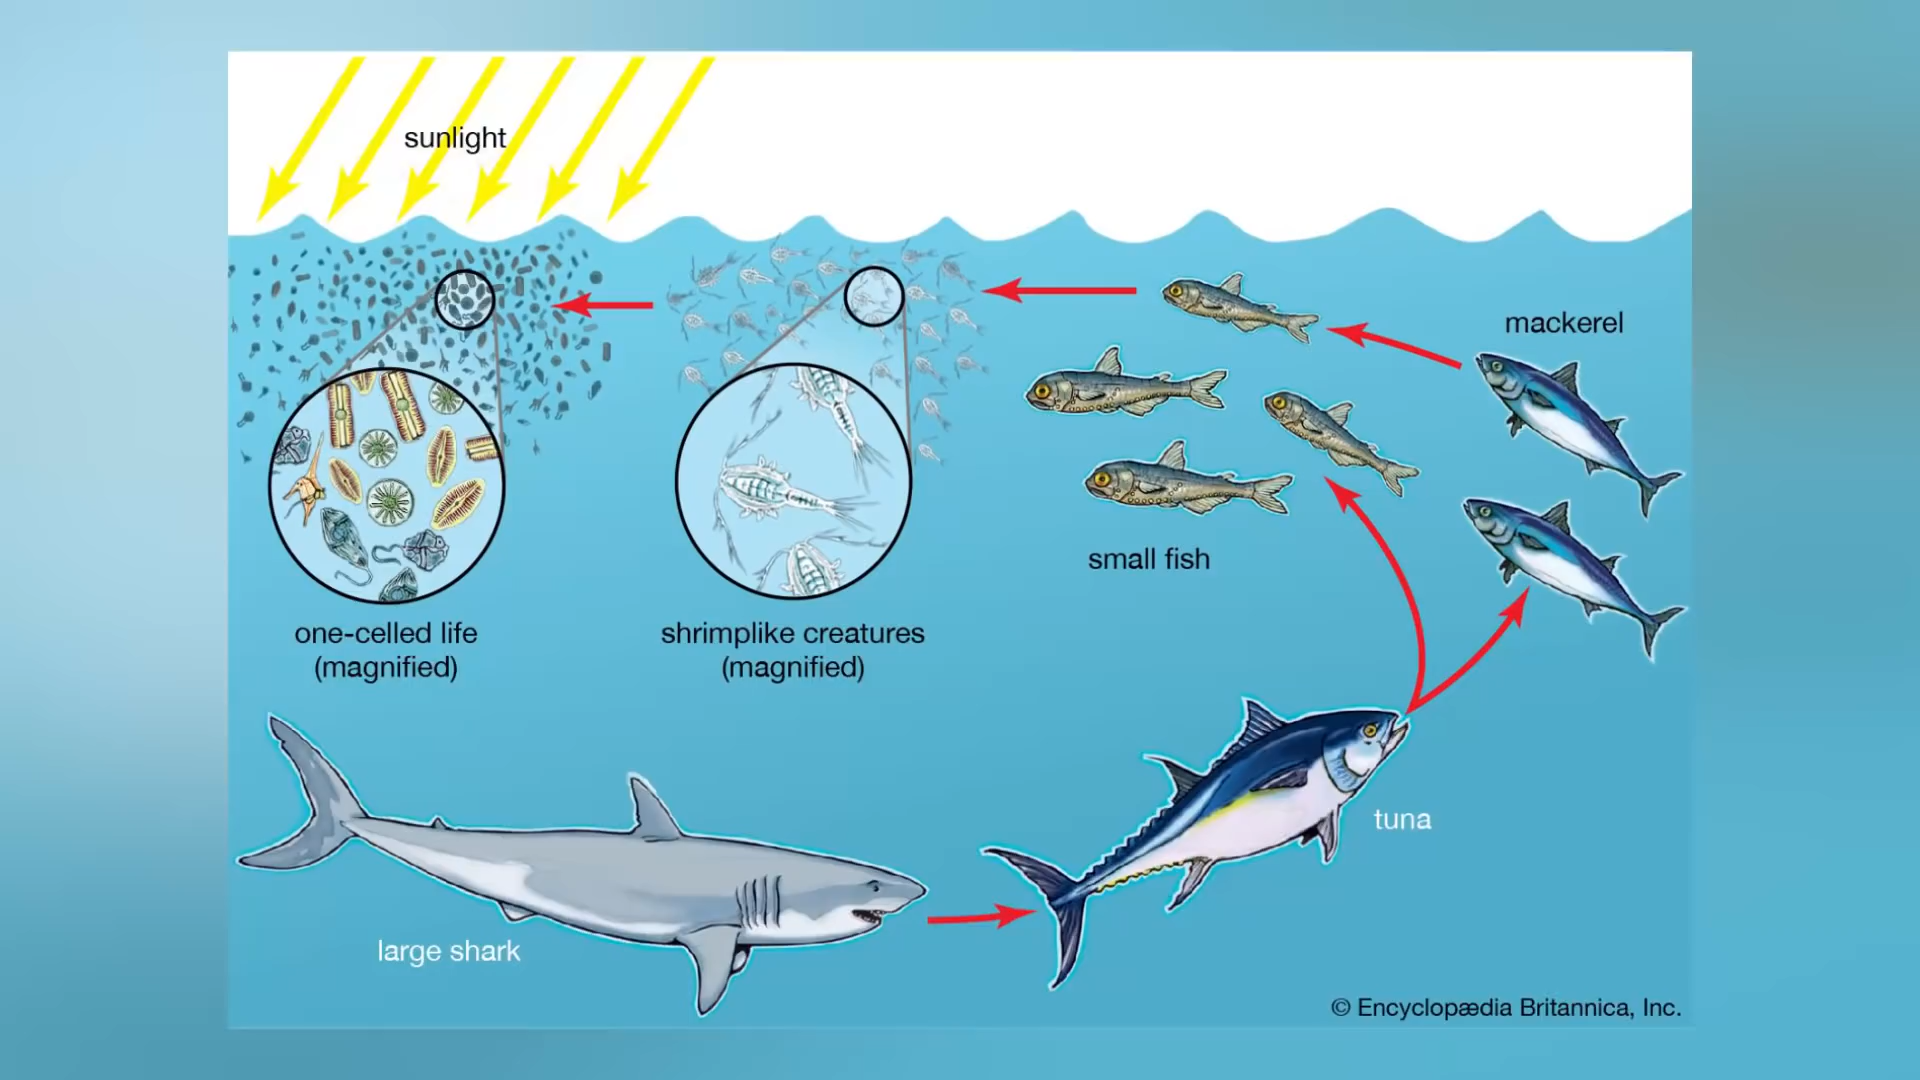 sunlight
mackerel
small fish
one-celled life
(magnified)
shrimplike creatures
(magnified)
tuna
large shark
© Encyclopædia Britannica, Inc.